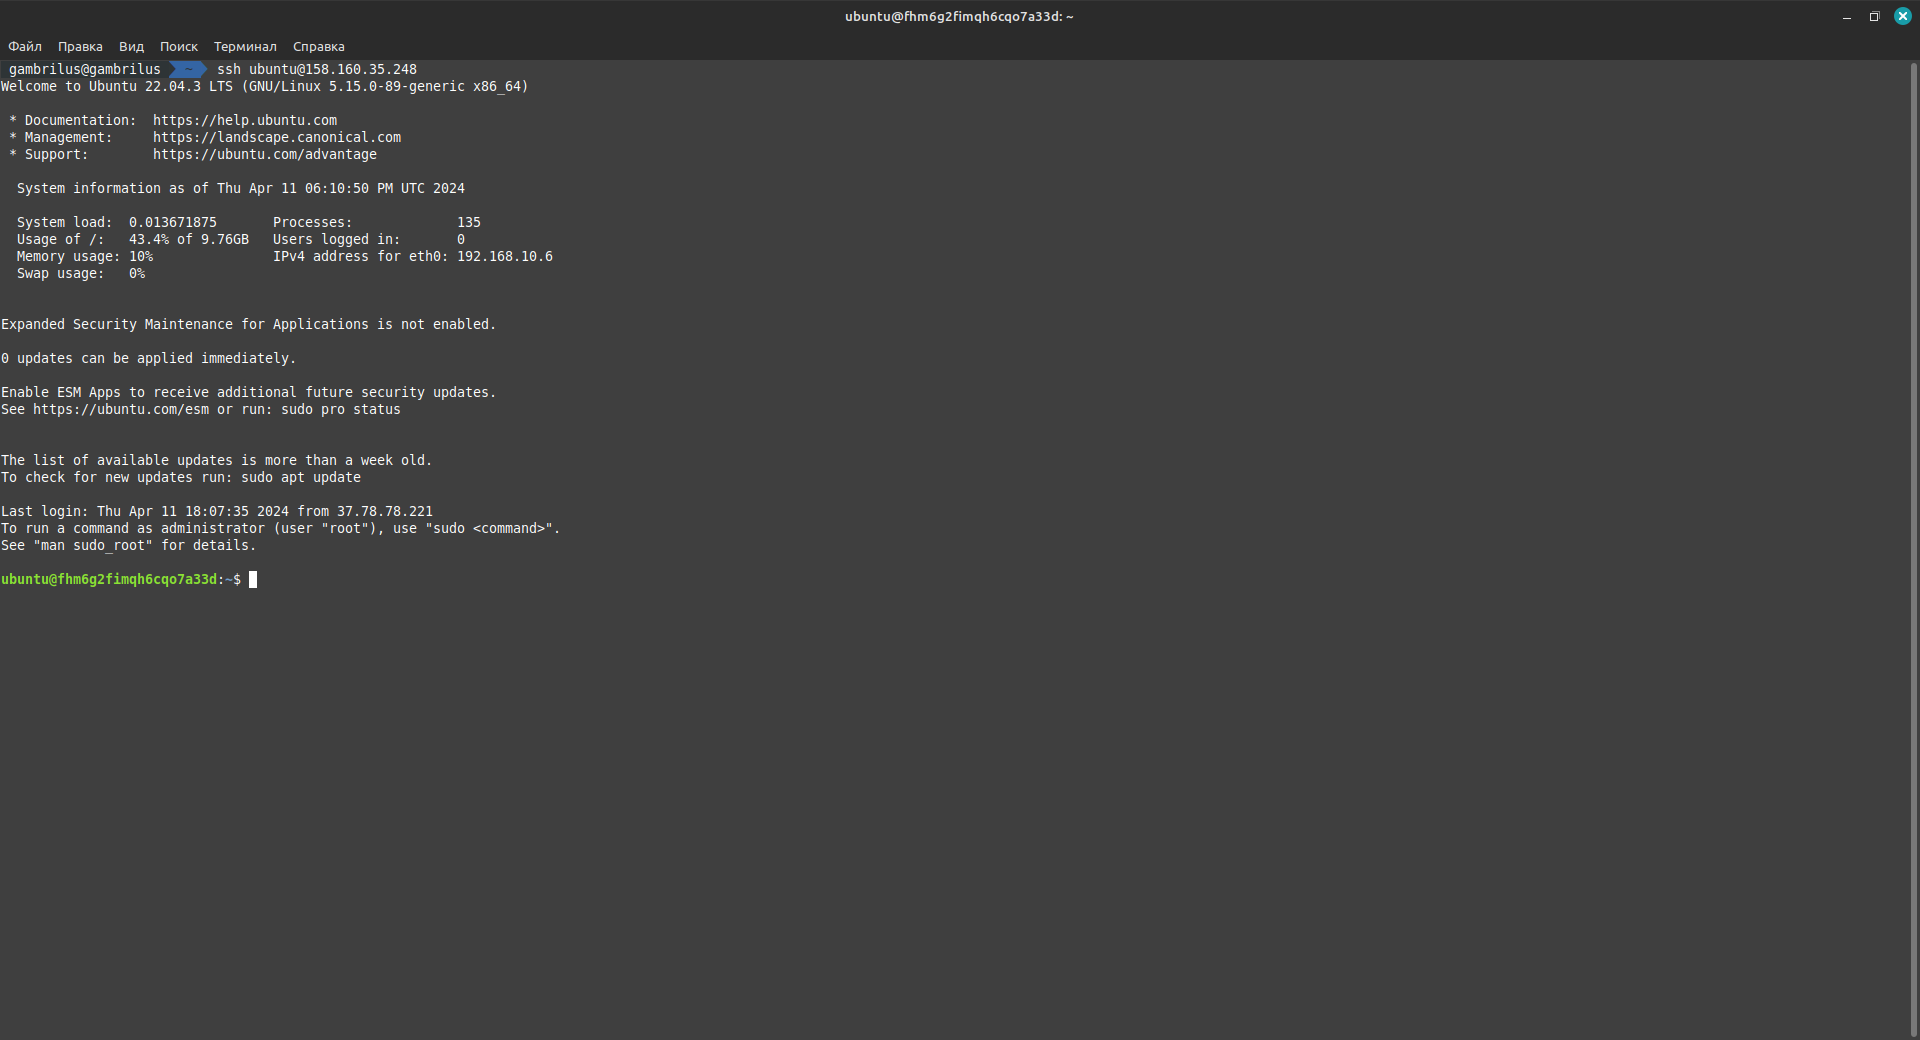 ubuntu@fhm6g2fimqh6cqo7a33d: ~
Файл Правка Вид Поиск Терминал Справка
gambrilus@gambrilus ~ ssh ubuntu@158.160.35.248
Welcome to Ubuntu 22.04.3 LTS (GNU/Linux 5.15.0-89-generic x86_64)
* Documentation: https://help.ubuntu.com
* Management: https://landscape.canonical.com
* Support: https://ubuntu.com/advantage
System information as of Thu Apr 11 06:10:50 PM UTC 2024
System load: 0.013671875 Processes: 135
Usage of /: 43.4% of 9.76GB Users logged in: 0
Memory usage: 10% IPv4 address for eth0: 192.168.10.6
Swap usage: 0%
Expanded Security Maintenance for Applications is not enabled.
0 updates can be applied immediately.
Enable ESM Apps to receive additional future security updates.
See https://ubuntu.com/esm or run: sudo pro status
The list of available updates is more than a week old.
To check for new updates run: sudo apt update
Last login: Thu Apr 11 18:07:35 2024 from 37.78.78.221
To run a command as administrator (user "root"), use "sudo <command>".
See "man sudo_root" for details.
ubuntu@fhm6g2fimqh6cqo7a33d:~$